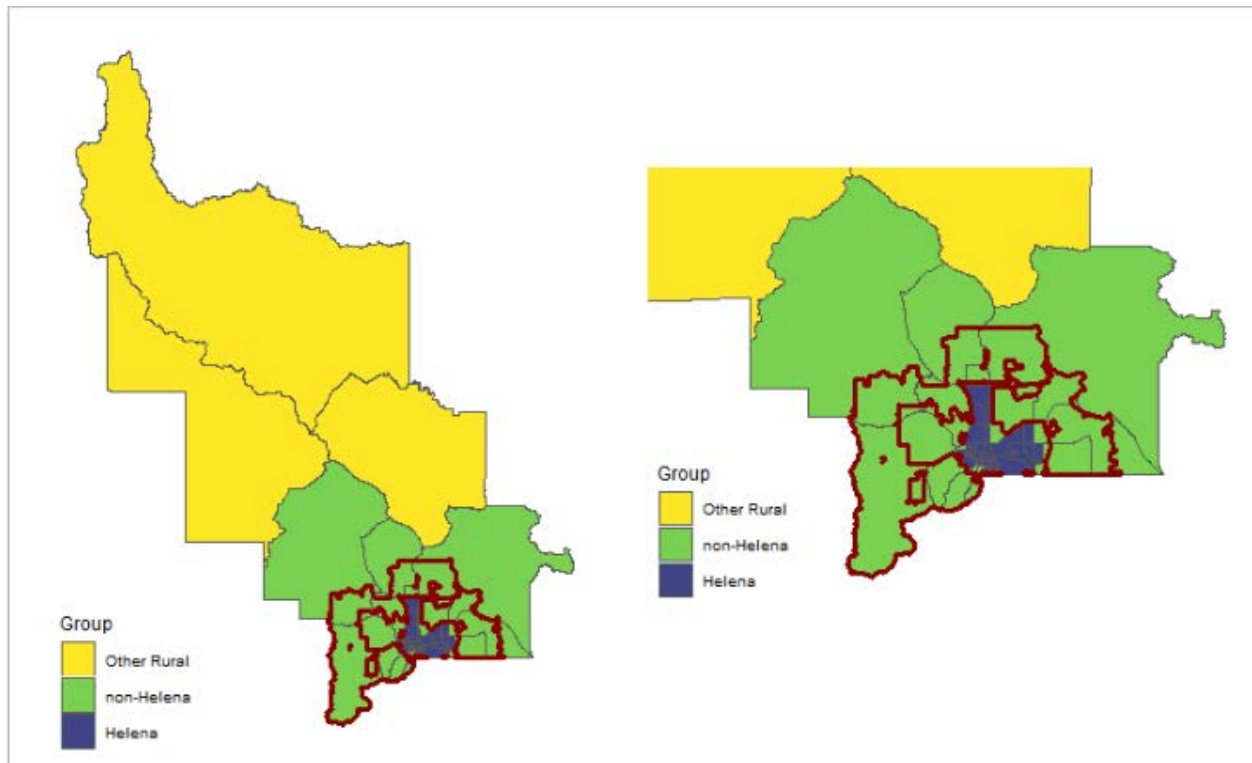 Group
Other Rural
non-Helena
Helena
Group
Other Rural
non-Helena
Helena